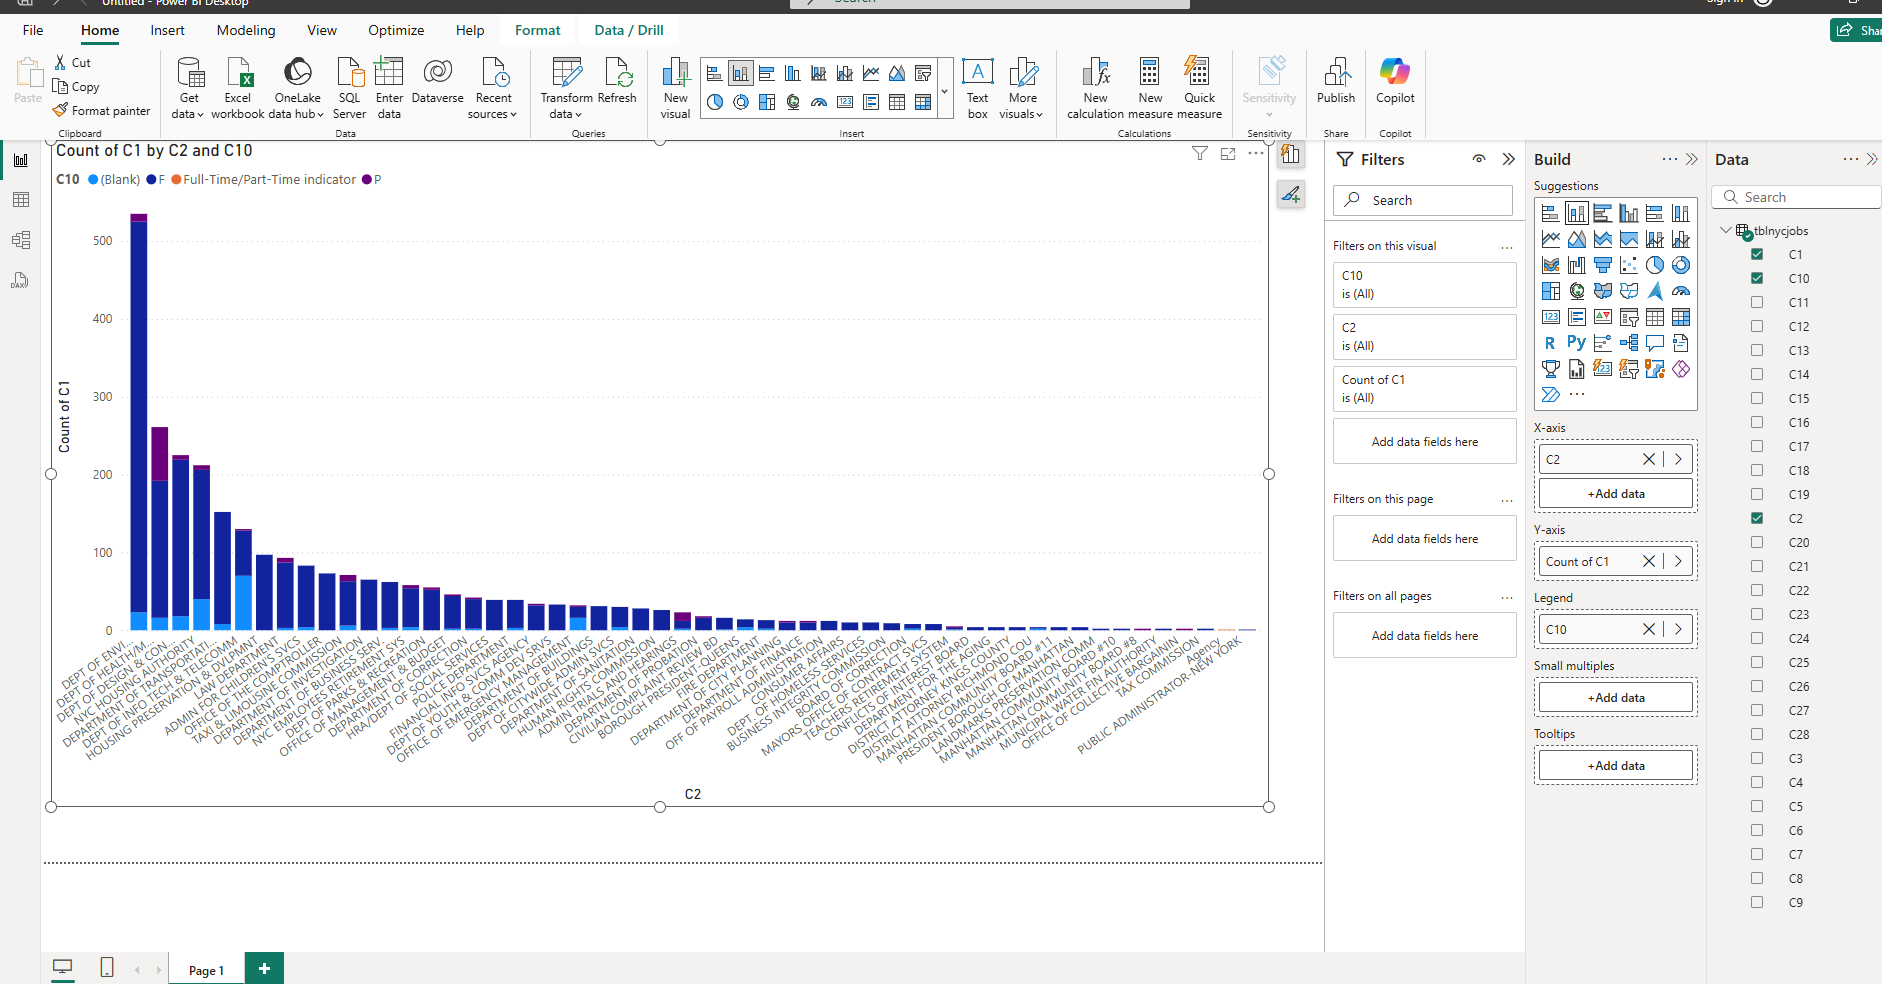 Untitled - Power BI Desktop
Search
Sign in
File
Home
Insert
Modeling
View
Optimize
Help
Format
Data / Drill
Shar
Paste
Cut
Copy
Format painter
Clipboard
Get data
Excel workbook
OneLake data hub
SQL Server
Enter data
Dataverse
Recent sources
Data
Transform data
Refresh
Queries
New visual
Text box
More visuals
Insert
New calculation
New measure
Quick measure
Calculations
Sensitivity
Sensitivity
Publish
Share
Copilot
Copilot
Count of C1 by C2 and C10
C10 (Blank) F Full-Time/Part-Time indicator P
Count of C1
500
400
300
200
100
0
DEPT OF ENVI...
DEPT OF HEALTH/M...
DEPT OF DESIGN & CON...
NYC HOUSING AUTHORITY
DEPARTMENT OF TRANSPORTATI...
DEPT OF INFO TECH & TELECOMM
HOUSING PRESERVATION & DVLPMNT
LAW DEPARTMENT
ADMIN FOR CHILDREN'S SVCS
OFFICE OF THE COMPTROLLER
TAXI & LIMOUSINE COMMISSION
DEPARTMENT OF INVESTIGATION
DEPARTMENT OF BUSINESS SERV.
NYC EMPLOYEES RETIREMENT SYS
DEPT OF PARKS & RECREATION
OFFICE OF MANAGEMENT & BUDGET
DEPARTMENT OF CORRECTION
HRA/DEPT OF SOCIAL SERVICES
POLICE DEPARTMENT
FINANCIAL INFO SVCS AGENCY
DEPT OF YOUTH & COMM DEV SRVS
OFFICE OF EMERGENCY MANAGEMENT
DEPARTMENT OF BUILDINGS
DEPT OF CITYWIDE ADMIN SVCS
DEPARTMENT OF SANITATION
HUMAN RIGHTS COMMISSION
ADMIN TRIALS AND HEARINGS
DEPARTMENT OF PROBATION
CIVILIAN COMPLAINT REVIEW BD
BOROUGH PRESIDENT-QUEENS
FIRE DEPARTMENT
DEPARTMENT OF CITY PLANNING
DEPARTMENT OF FINANCE
OFF OF PAYROLL ADMINISTRATION
CONSUMER AFFAIRS
DEPT. OF HOMELESS SERVICES
BUSINESS INTEGRITY COMMISSION
BOARD OF CORRECTION
MAYORS OFFICE OF CONTRACT SVCS
TEACHERS RETIREMENT SYSTEM
CONFLICTS OF INTEREST BOARD
DEPARTMENT FOR THE AGING
DISTRICT ATTORNEY KINGS COUNTY
DISTRICT ATTORNEY RICHMOND COU
MANHATTAN COMMUNITY BOARD #11
PRESIDENT BOROUGH OF MANHATTAN
LANDMARKS PRESERVATION COMM
MANHATTAN COMMUNITY BOARD #10
MANHATTAN COMMUNITY BOARD #8
MUNICIPAL WATER FIN AUTHORITY
OFFICE OF COLLECTIVE BARGAININ
TAX COMMISSION
Agency
PUBLIC ADMINISTRATOR-NEW YORK
C2
Page 1
Filters
Search
Filters on this visual
C10
is (All)
C2
is (All)
Count of C1
is (All)
Add data fields here
Filters on this page
Add data fields here
Filters on all pages
Add data fields here
Build
Suggestions
123
R
Py
123
X-axis
C2
+Add data
Y-axis
Count of C1
Legend
C10
Small multiples
+Add data
Tooltips
+Add data
Data
Search
tblnycjobs
C1
C10
C11
C12
C13
C14
C15
C16
C17
C18
C19
C2
C20
C21
C22
C23
C24
C25
C26
C27
C28
C3
C4
C5
C6
C7
C8
C9